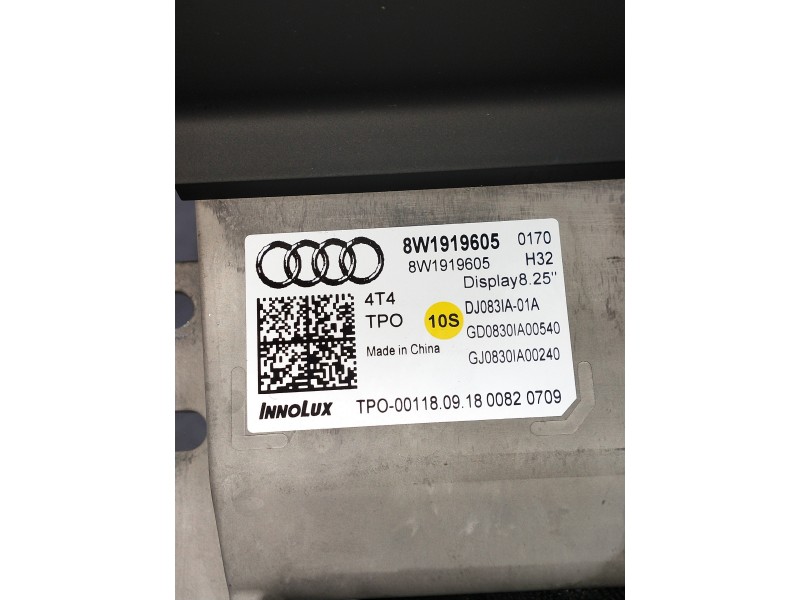 8W1919605 0170
8W1919605 H32
Display8.25"
4T4
TPO 10S DJ083IA-01A
GD0830IA00540
Made in China GJ0830IA00240
INNOLUX TPO-00118.09.18 0082 0709